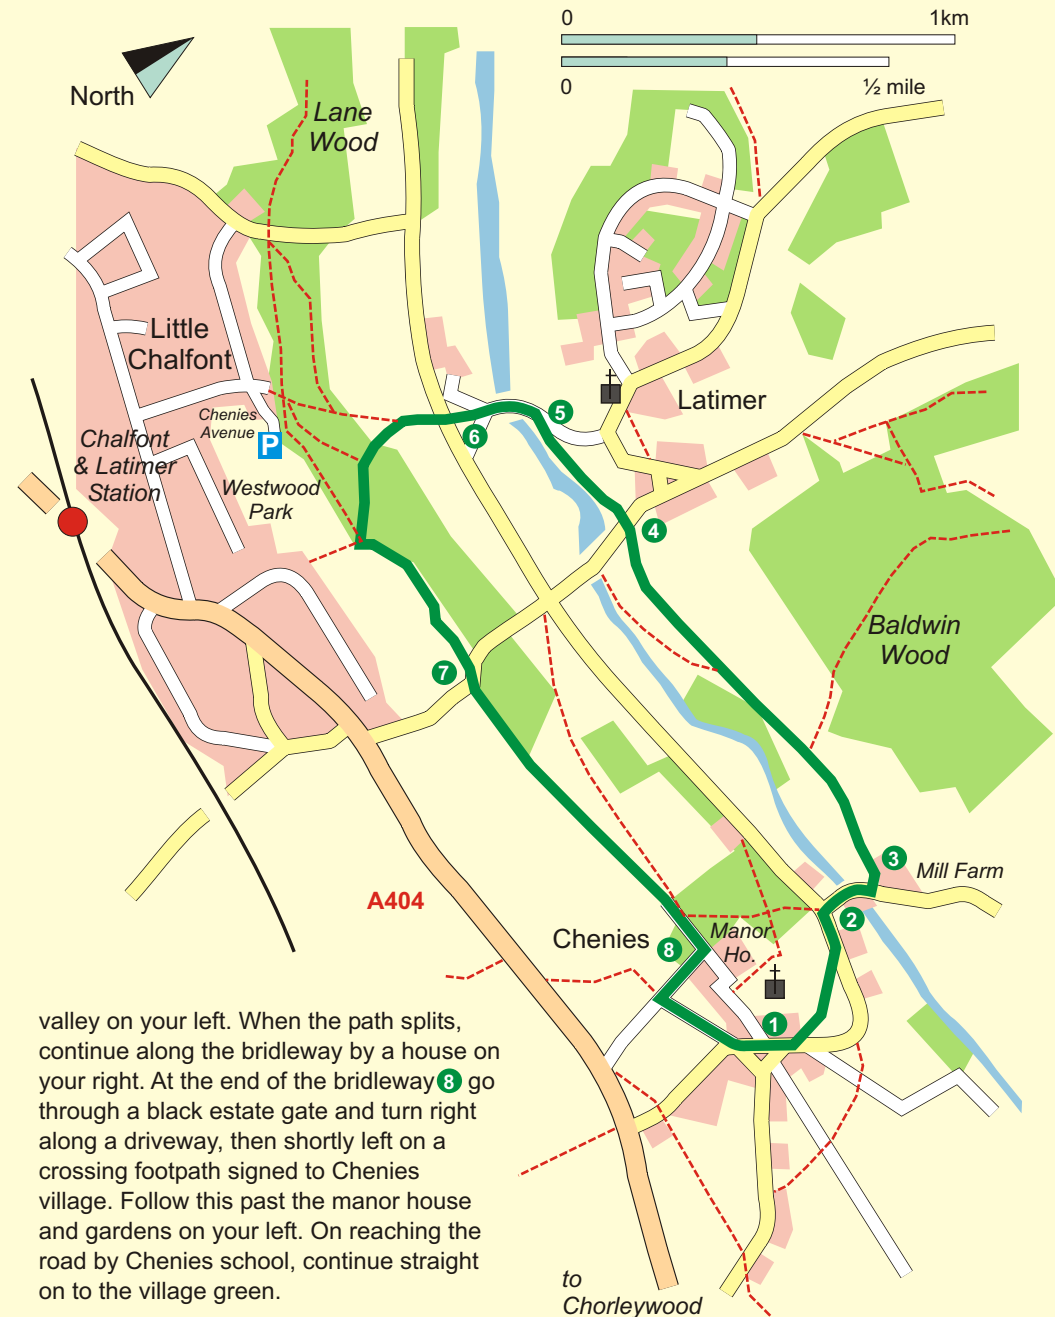 0
1km
0
½ mile
North
Lane
Wood
Little
Chalfont
Latimer
Chenies
Avenue
P
5
6
Chalfont
& Latimer
Station
Westwood
Park
4
Baldwin
Wood
7
3
Mill Farm
A404
2
Chenies
8
Manor
Ho.
1
valley on your left. When the path splits,
continue along the bridleway by a house on
your right. At the end of the bridleway 8 go
through a black estate gate and turn right
along a driveway, then shortly left on a
crossing footpath signed to Chenies
village. Follow this past the manor house
and gardens on your left. On reaching the
road by Chenies school, continue straight
on to the village green.
to
Chorleywood